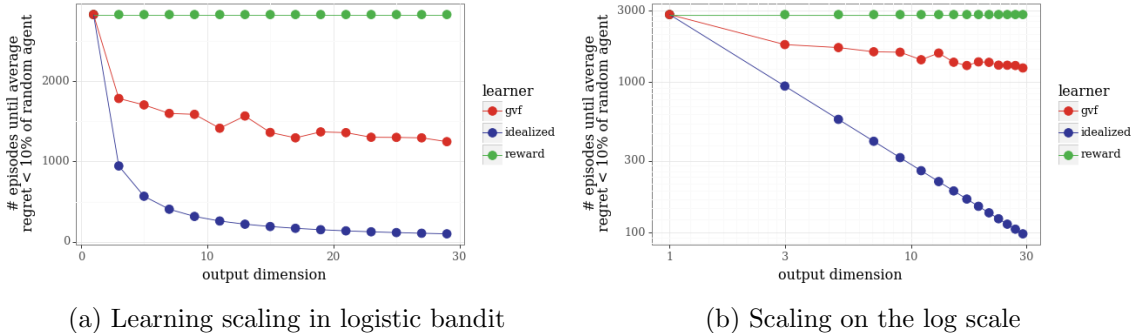 # episodes until average
regret < 10% of random agent
2000
1000
0
0
10
20
30
output dimension
learner
gvf
idealized
reward
(a) Learning scaling in logistic bandit
# episodes until average
regret < 10% of random agent
3000
1000
300
100
1
3
10
30
output dimension
learner
gvf
idealized
reward
(b) Scaling on the log scale